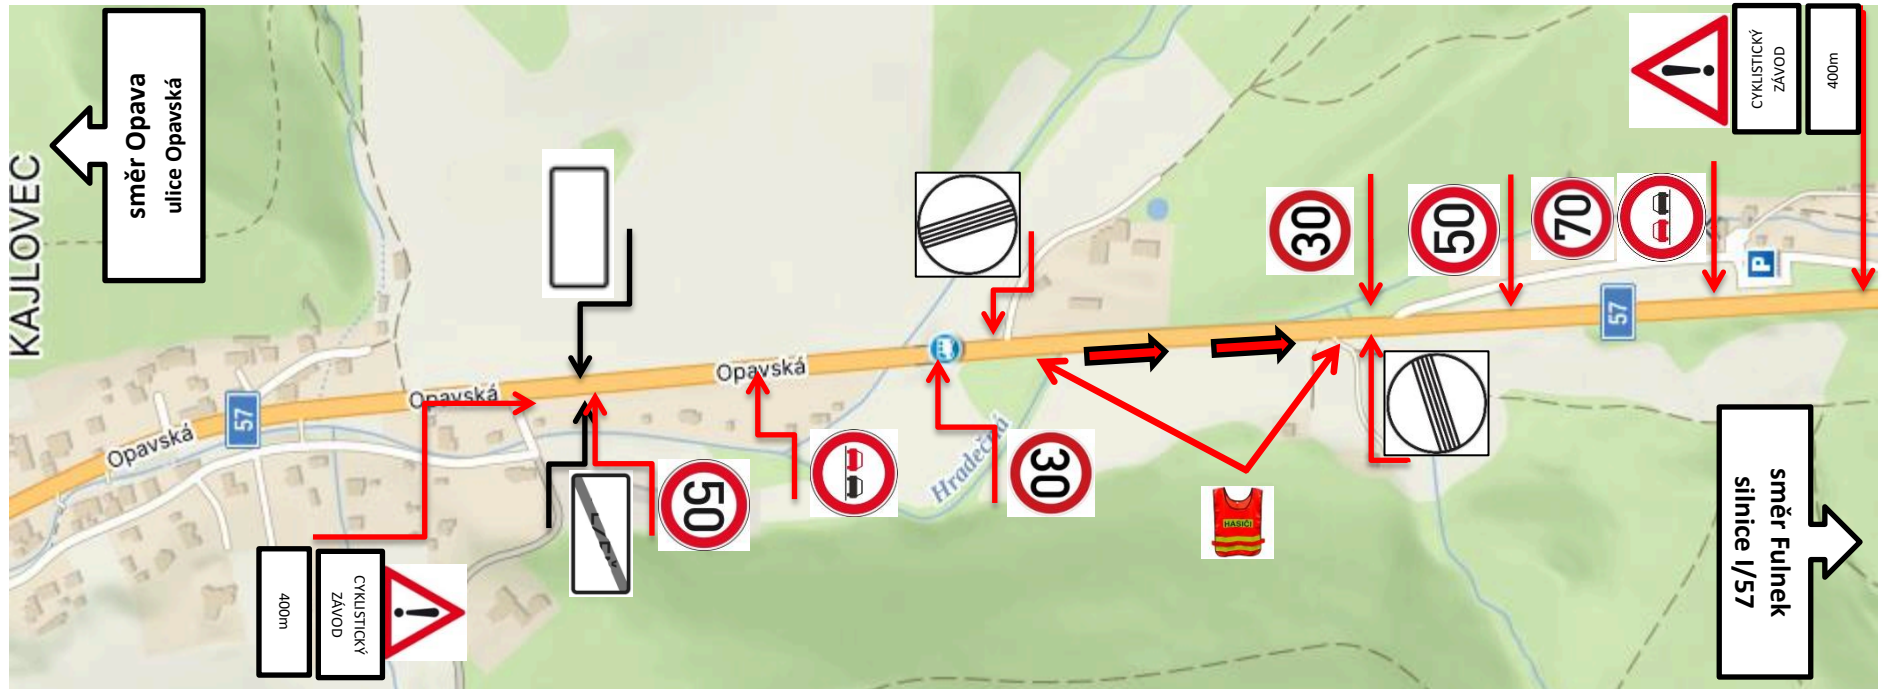 směr Opava
ulice Opavská
KAJLOVEC
CYKLISTICKÝ
ZÁVOD
400m
30
50
70
P
57
Opavská
Opavská
Opavská
57
Hradečná
30
50
HASIČI
CYKLISTICKÝ
ZÁVOD
400m
směr Fulnek
silnice I/57